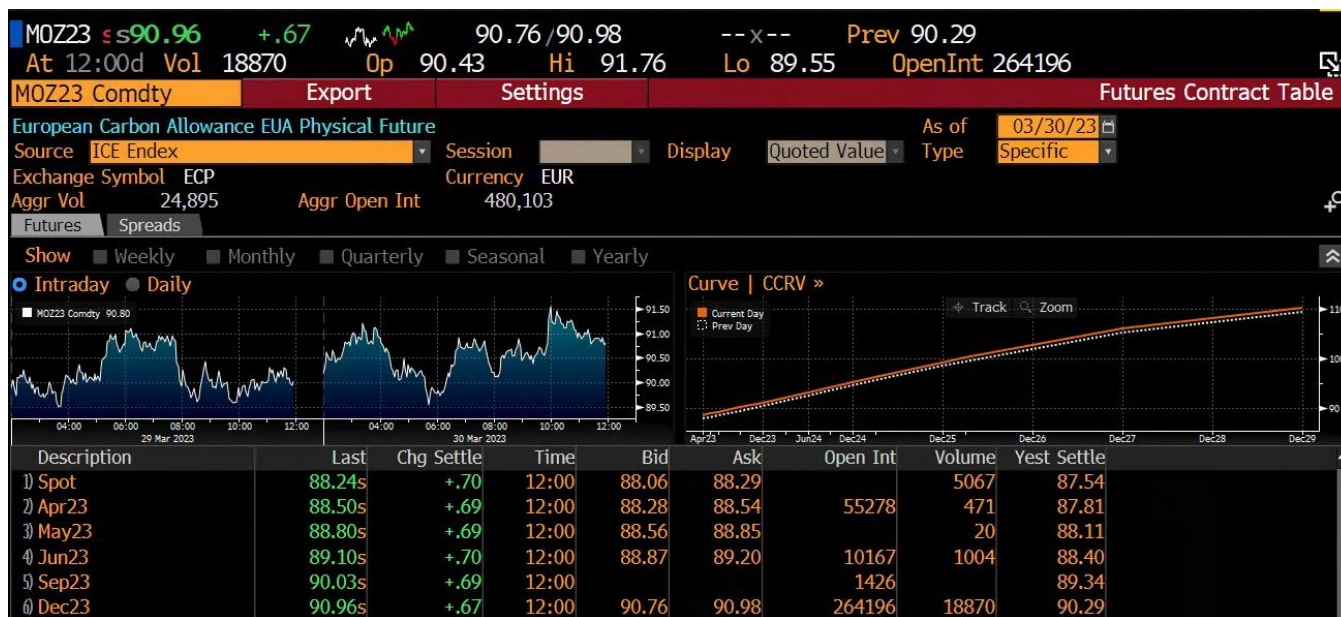 MOZ23 s s90.96 +.67 90.76/90.98 --x-- Prev 90.29
At 12:00d Vol 18870 Op 90.43 Hi 91.76 Lo 89.55 OpenInt 264196
MOZ23 Comdty Export Settings Futures Contract Table
European Carbon Allowance EUA Physical Future As of 03/30/23
Source ICE Endex Session Display Quoted Value Type Specific
Exchange Symbol ECP Currency EUR
Aggr Vol 24,895 Aggr Open Int 480,103
Futures Spreads
Show Weekly Monthly Quarterly Seasonal Yearly
Intraday Daily Curve | CCRV »
MOZ23 Comdty 90.80
91.50
91.00
90.50
90.00
89.50
04:00 06:00 08:00 10:00 12:00 04:00 06:00 08:00 10:00 12:00
29 Mar 2023 30 Mar 2023
Current Day Track Zoom
Prev Day
100
90
Apr23 Dec23 Jun24 Dec24 Dec25 Dec26 Dec27 Dec28 Dec29
Description Last Chg Settle Time Bid Ask Open Int Volume Yest Settle
1) Spot 88.24s +.70 12:00 88.06 88.29 5067 87.54
2) Apr23 88.50s +.69 12:00 88.28 88.54 55278 471 87.81
3) May23 88.80s +.69 12:00 88.56 88.85 20 88.11
4) Jun23 89.10s +.70 12:00 88.87 89.20 10167 1004 88.40
5) Sep23 90.03s +.69 12:00 1426 89.34
6) Dec23 90.96s +.67 12:00 90.76 90.98 264196 18870 90.29